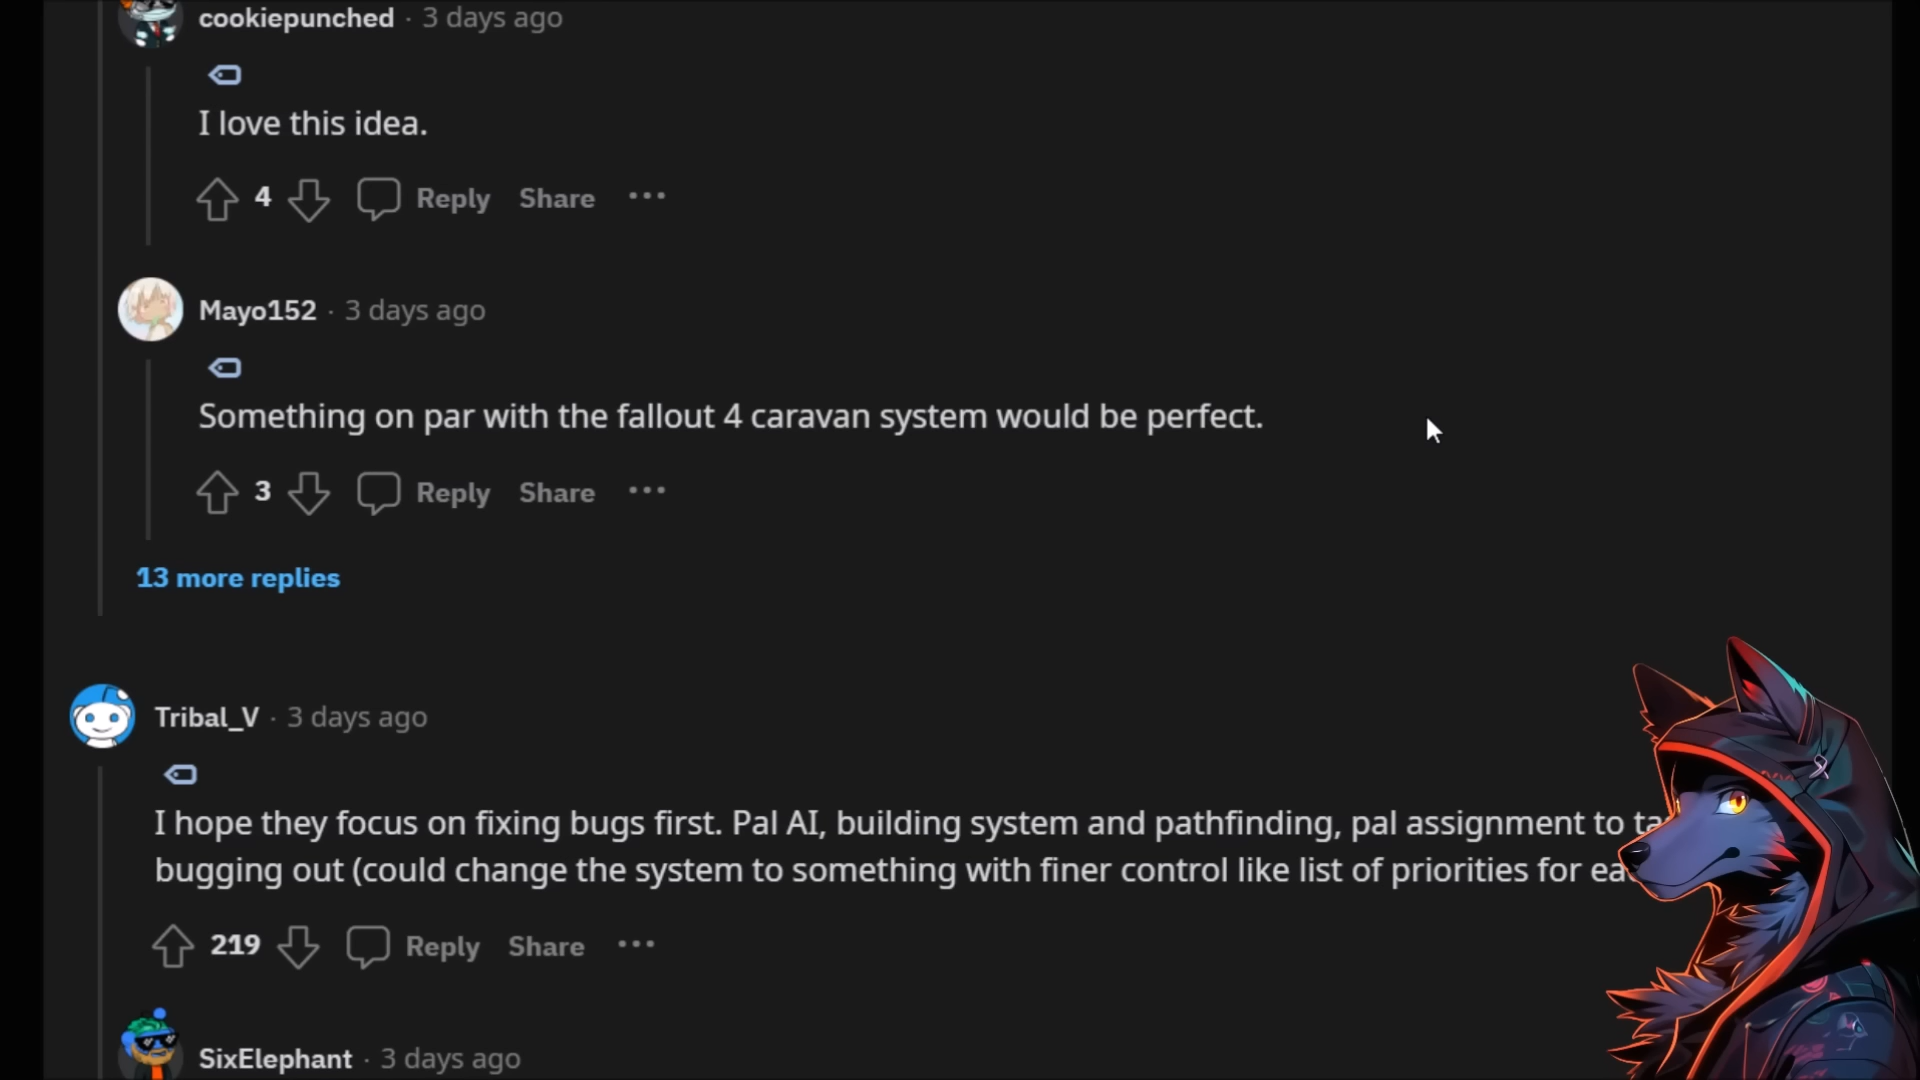 cookiepunched · 3 days ago
I love this idea.
4 Reply Share ···
Mayo152 · 3 days ago
Something on par with the fallout 4 caravan system would be perfect.
3 Reply Share ···
13 more replies
Tribal_V · 3 days ago
I hope they focus on fixing bugs first. Pal AI, building system and pathfinding, pal assignment to
bugging out (could change the system to something with finer control like list of priorities for
219 Reply Share ···
SixElephant · 3 days ago